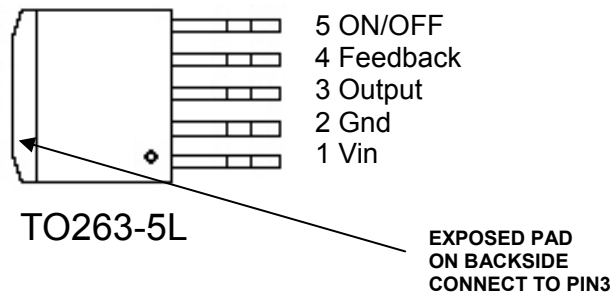 5 ON/OFF
4 Feedback
3 Output
2 Gnd
1 Vin
TO263-5L
EXPOSED PAD
ON BACKSIDE
CONNECT TO PIN3